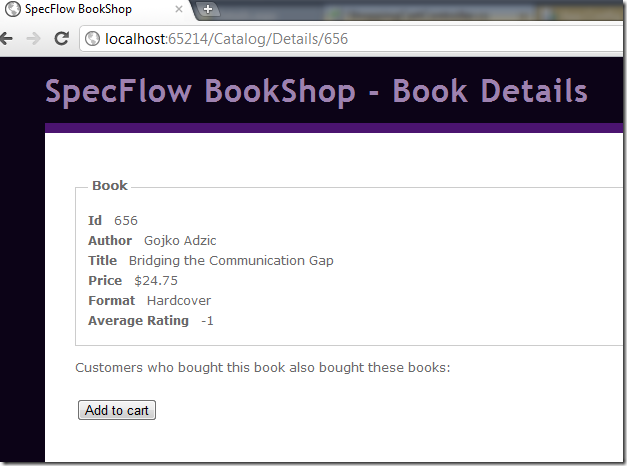 SpecFlow BookShop
localhost:65214/Catalog/Details/656
SpecFlow BookShop - Book Details
Book
Id 656
Author Gojko Adzic
Title Bridging the Communication Gap
Price $24.75
Format Hardcover
Average Rating -1
Customers who bought this book also bought these books:
Add to cart